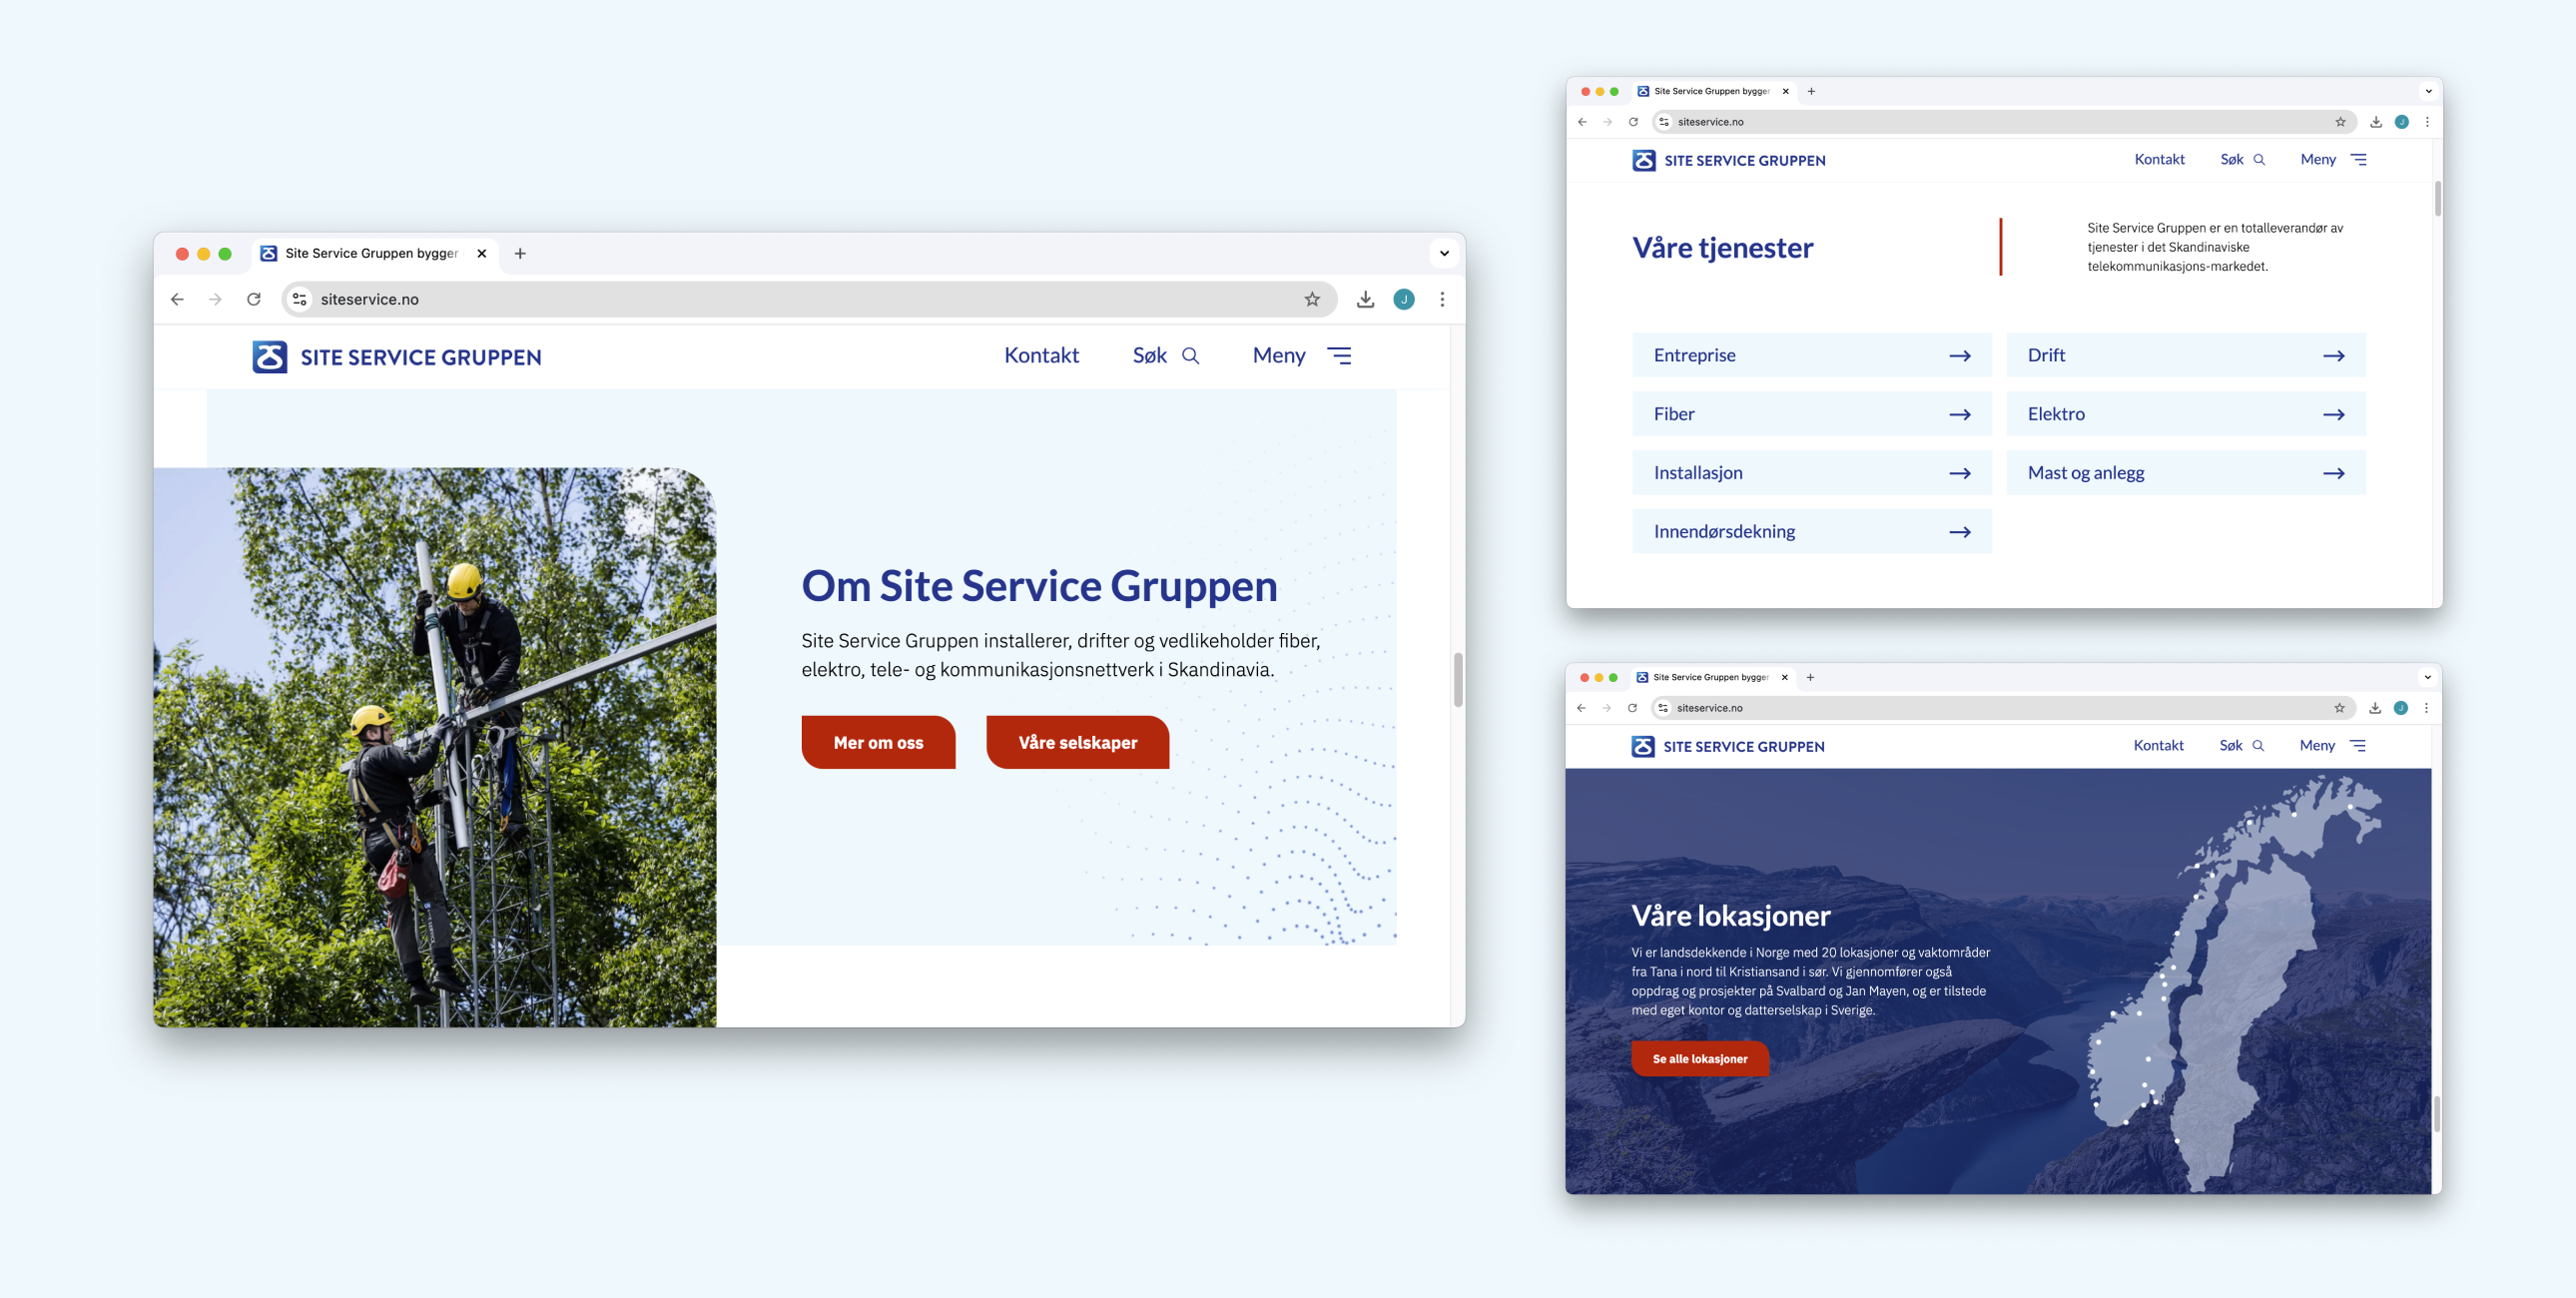 Site Service Gruppen bygger
siteservice.no
J
SITE SERVICE GRUPPEN
Kontakt
Søk
Meny
Om Site Service Gruppen
Site Service Gruppen installerer, drifter og vedlikeholder fiber,
elektro, tele- og kommunikasjonsnettverk i Skandinavia.
Mer om oss
Våre selskaper
Site Service Gruppen bygger
siteservice.no
J
SITE SERVICE GRUPPEN
Kontakt
Søk
Meny
Våre tjenester
Site Service Gruppen er en totalleverandør av
tjenester i det Skandinaviske
telekommunikasjons-markedet.
Entreprise
Drift
Fiber
Elektro
Installasjon
Mast og anlegg
Innendørsdekning
Site Service Gruppen bygger
siteservice.no
J
SITE SERVICE GRUPPEN
Kontakt
Søk
Meny
Våre lokasjoner
Vi er landsdekkende i Norge med 20 lokasjoner og vaktområder
fra Tana i nord til Kristiansand i sør. Vi gjennomfører også
oppdrag og prosjekter på Svalbard og Jan Mayen, og er tilstede
med eget kontor og datterselskap i Sverige.
Se alle lokasjoner